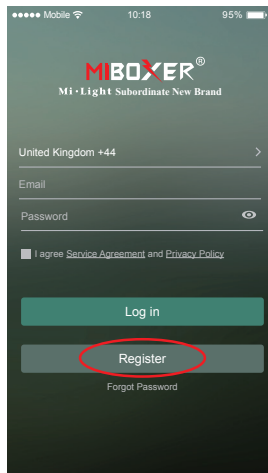 Mobile 10:18 95%
MIBOXER®
Mi·Light Subordinate New Brand
United Kingdom +44
Email
Password
I agree Service Agreement and Privacy Policy
Log in
Register
Forgot Password